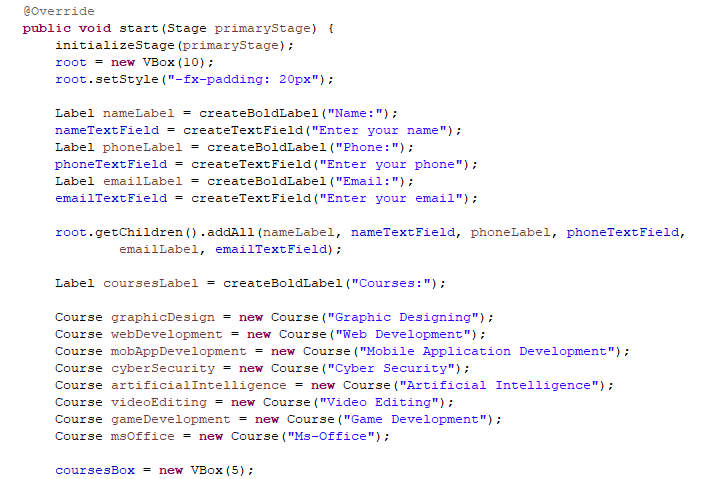 @Override
public void start(Stage primaryStage) {
initializeStage(primaryStage);
root = new VBox(10);
root.setStyle("-fx-padding: 20px");
Label nameLabel = createBoldLabel("Name:");
nameTextField = createTextField("Enter your name");
Label phoneLabel = createBoldLabel("Phone:");
phoneTextField = createTextField("Enter your phone");
Label emailLabel = createBoldLabel("Email:");
emailTextField = createTextField("Enter your email");
root.getChildren().addAll(nameLabel, nameTextField, phoneLabel, phoneTextField,
emailLabel, emailTextField);
Label coursesLabel = createBoldLabel("Courses:");
Course graphicDesign = new Course("Graphic Designing");
Course webDevelopment = new Course("Web Development");
Course mobAppDevelopment = new Course("Mobile Application Development");
Course cyberSecurity = new Course("Cyber Security");
Course artificialIntelligence = new Course("Artificial Intelligence");
Course videoEditing = new Course("Video Editing");
Course gameDevelopment = new Course("Game Development");
Course msOffice = new Course("Ms-Office");
coursesBox = new VBox(5);